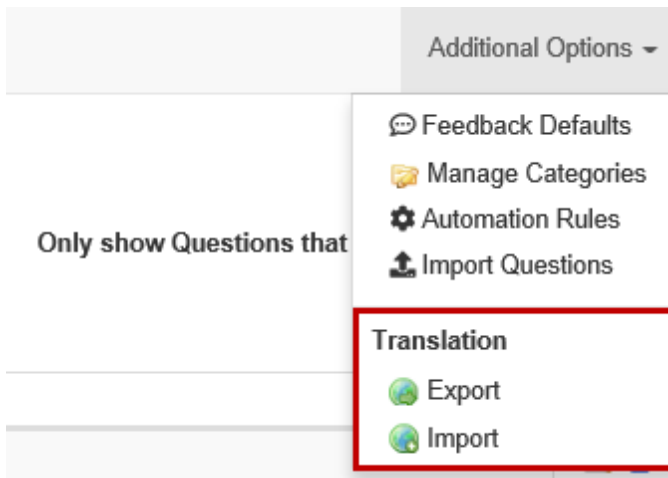 Additional Options
Feedback Defaults
Manage Categories
Automation Rules
Only show Questions that
Import Questions
Translation
Export
Import